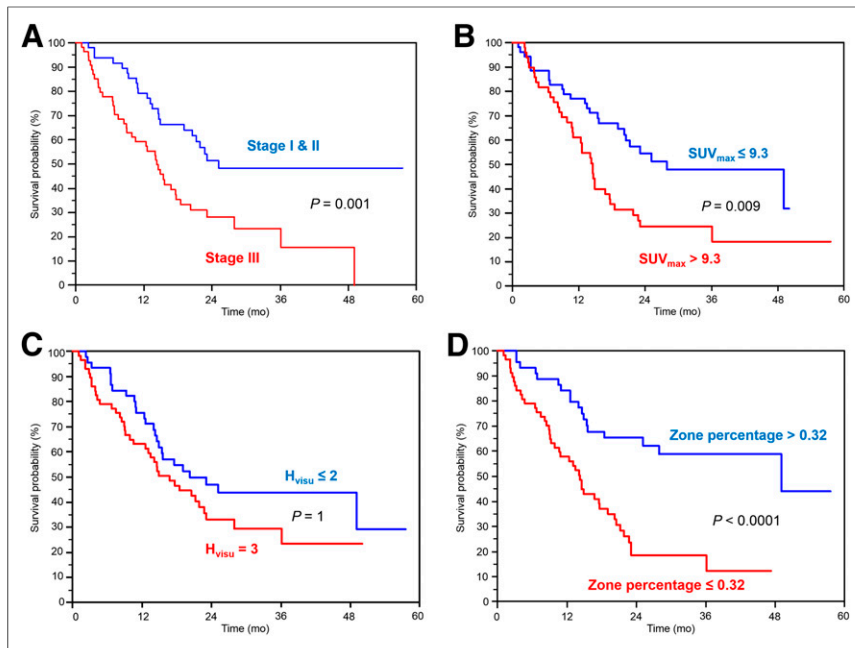 A
100
90
80
70
60
50
40
30
20
10
0
Survival probability (%)
Stage I & II
P = 0.001
Stage III
0 12 24 36 48 60
Time (mo)
B
100
90
80
70
60
50
40
30
20
10
0
Survival probability (%)
SUVmax ≤ 9.3
P = 0.009
SUVmax > 9.3
0 12 24 36 48 60
Time (mo)
C
100
90
80
70
60
50
40
30
20
10
0
Survival probability (%)
Hvisu ≤ 2
P = 1
Hvisu = 3
0 12 24 36 48 60
Time (mo)
D
100
90
80
70
60
50
40
30
20
10
0
Survival probability (%)
Zone percentage > 0.32
P < 0.0001
Zone percentage ≤ 0.32
0 12 24 36 48 60
Time (mo)